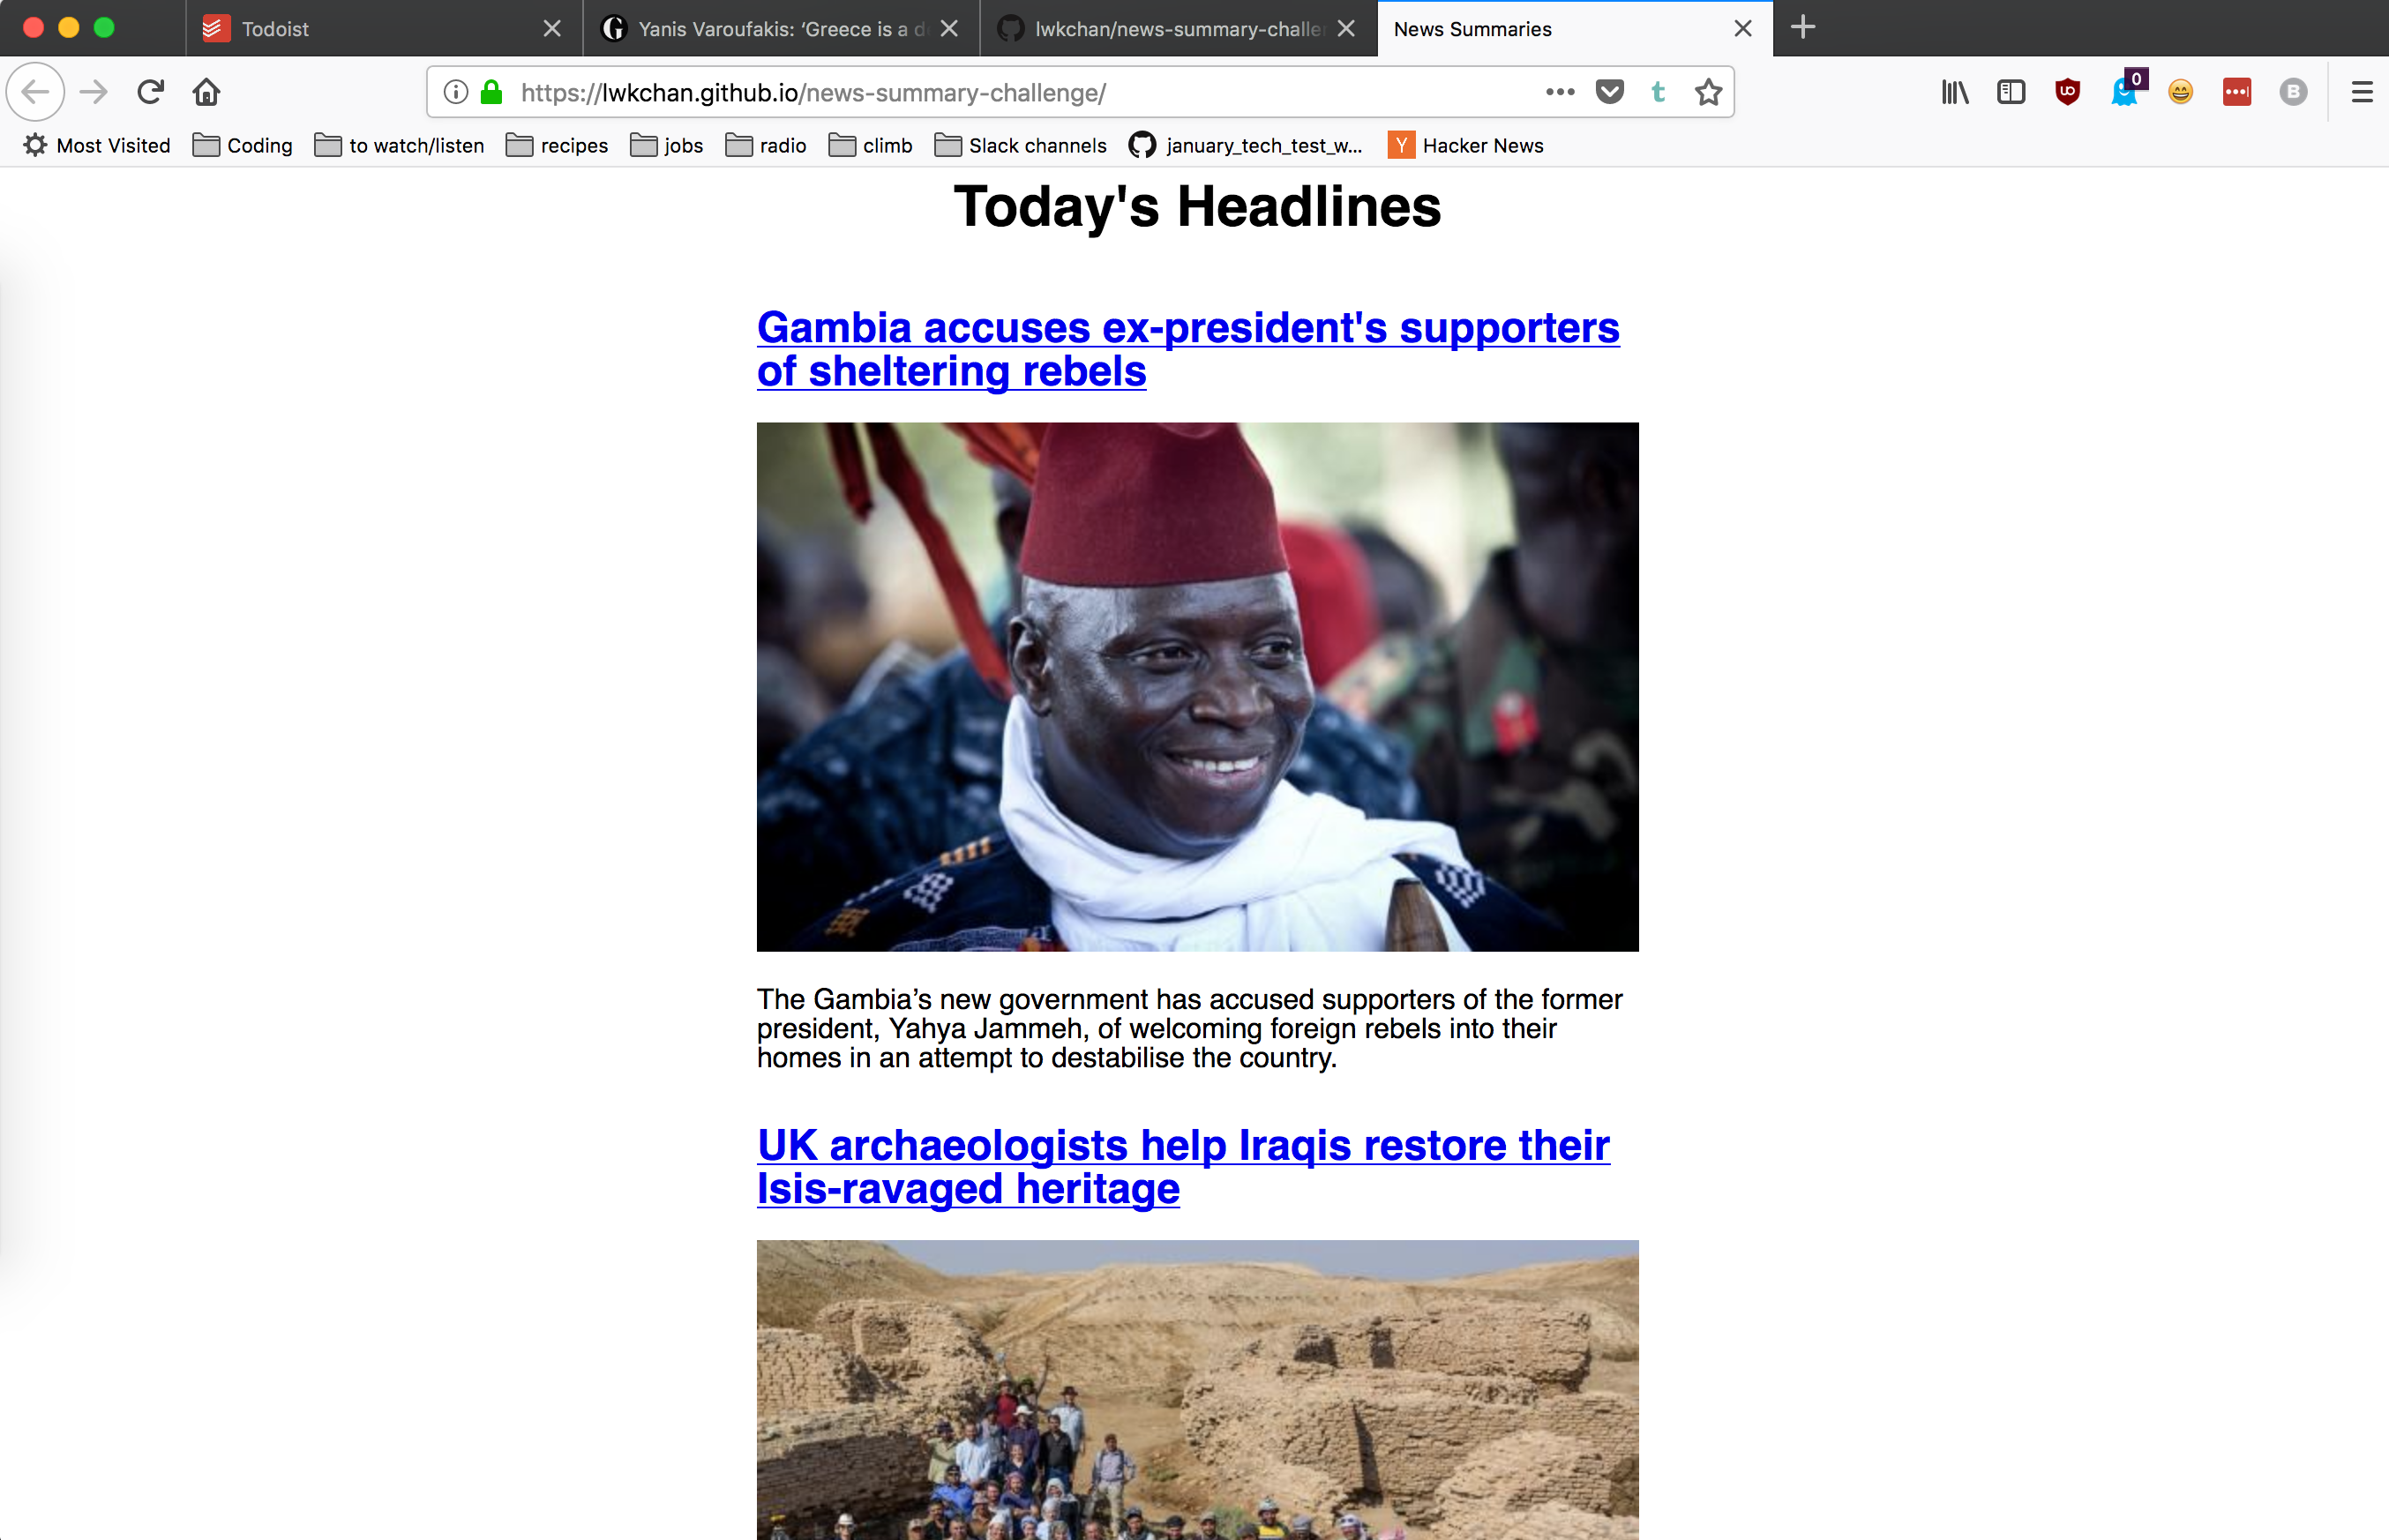 Todoist
Yanis Varoufakis: ‘Greece is a d
lwkchan/news-summary-challe
News Summaries
https://lwkchan.github.io/news-summary-challenge/
t
0
B
Most Visited
Coding
to watch/listen
recipes
jobs
radio
climb
Slack channels
january_tech_test_w...
Y
Hacker News
Today's Headlines
Gambia accuses ex-president's supporters
of sheltering rebels
The Gambia’s new government has accused supporters of the former
president, Yahya Jammeh, of welcoming foreign rebels into their
homes in an attempt to destabilise the country.
UK archaeologists help Iraqis restore their
Isis-ravaged heritage